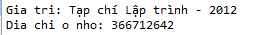 Gia tri: Tạp chí Lập trình - 2012
Dia chi o nho: 366712642